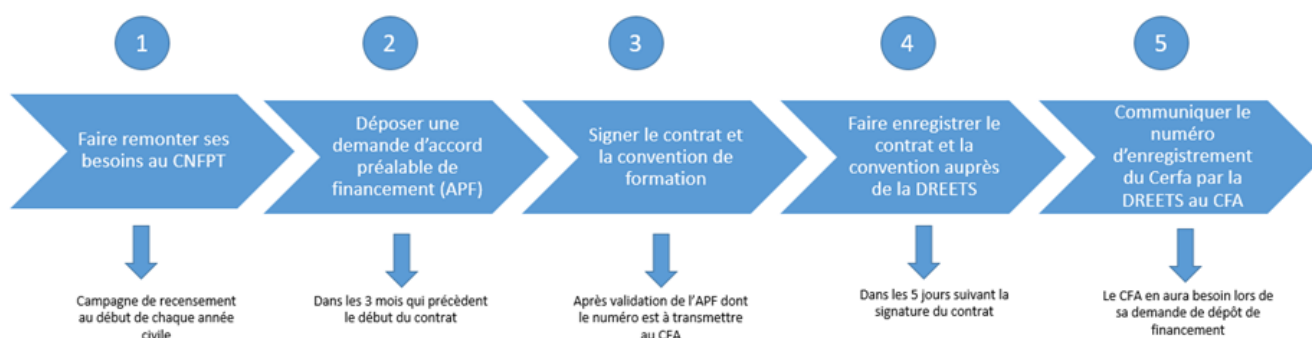 1
2
3
4
5
Faire remonter ses
besoins au CNFPT
Déposer une
demande d'accord
préalable de
financement (APF)
Signer le contrat et
la convention de
formation
Faire enregistrer le
contrat et la
convention auprès
de la DREETS
Communiquer le
numéro
d'enregistrement
du Cerfa par la
DREETS au CFA
Campagne de recensement
au début de chaque année
civile
Dans les 3 mois qui précèdent
le début du contrat
Après validation de l'APF dont
le numéro est à transmettre
au CFA
Dans les 5 jours suivant la
signature du contrat
Le CFA en aura besoin lors de
sa demande de dépôt de
financement